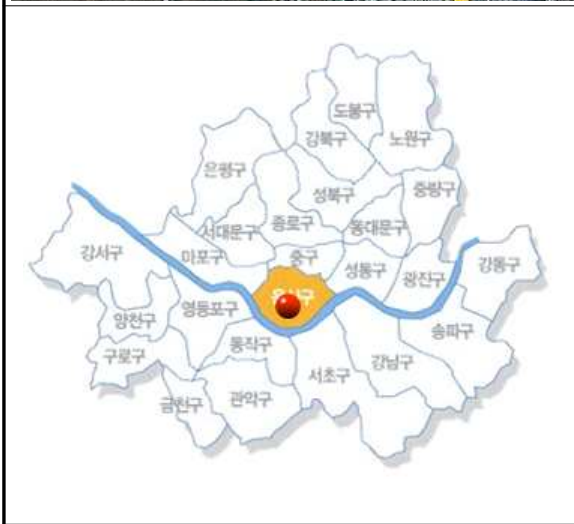 도봉구
강북구
노원구
은평구
성북구
중랑구
서대문구
종로구
동대문구
강서구
마포구
중구
성동구
광진구
강동구
양천구
영등포구
송파구
구로구
동작구
서초구
강남구
금천구
관악구